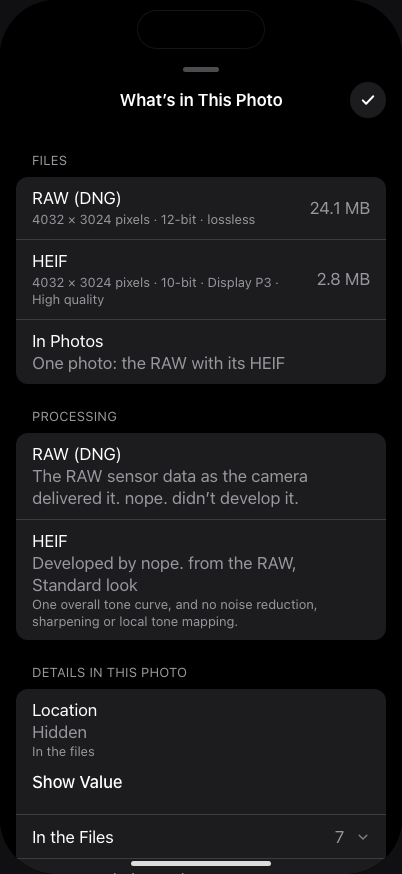 What's in This Photo
FILES
RAW (DNG)
4032 × 3024 pixels · 12-bit · lossless
24.1 MB
HEIF
4032 × 3024 pixels · 10-bit · Display P3 ·
High quality
2.8 MB
In Photos
One photo: the RAW with its HEIF
PROCESSING
RAW (DNG)
The RAW sensor data as the camera
delivered it. nope. didn't develop it.
HEIF
Developed by nope. from the RAW,
Standard look
One overall tone curve, and no noise reduction,
sharpening or local tone mapping.
DETAILS IN THIS PHOTO
Location
Hidden
In the files
Show Value
In the Files
7